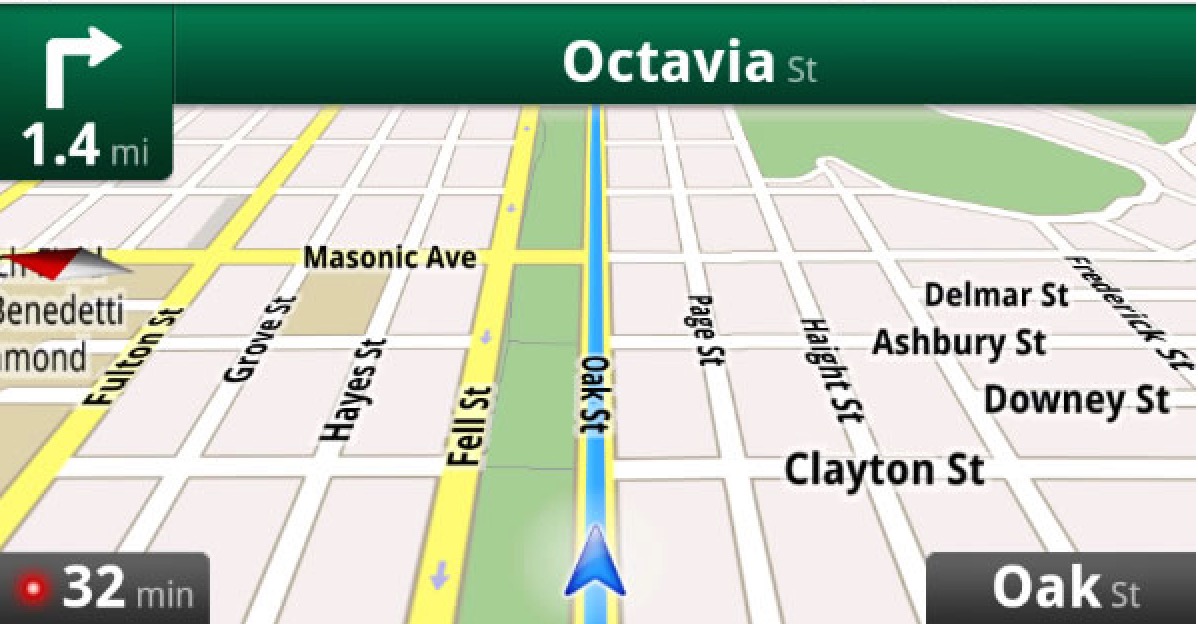 Octavia St
1.4 mi
Masonic Ave
Benedetti
Delmar St
Frederick St
Ashbury St
Downey St
Fulton St
Grove St
Hayes St
Fell St
Oak St
Page St
Haight St
Clayton St
32 min
Oak St